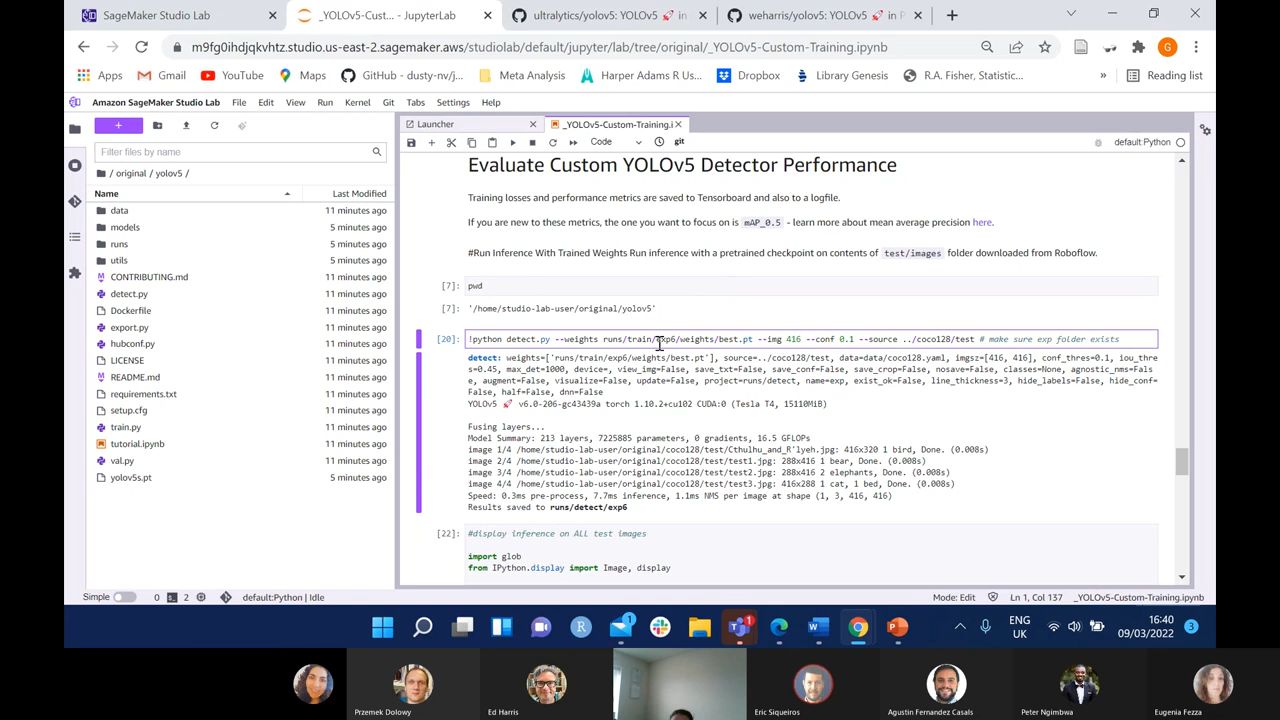 SageMaker Studio Lab
_YOLOv5-Cust... - JupyterLab
ultralytics/yolov5: YOLOv5 🚀 in
weharris/yolov5: YOLOv5 🚀 in P
m9fg0ihdjqkvhtz.studio.us-east-2.sagemaker.aws/studiolab/default/jupyter/lab/tree/original/_YOLOv5-Custom-Training.ipynb
G
Apps
Gmail
YouTube
Maps
GitHub - dusty-nv/j...
Meta Analysis
Harper Adams R Us...
Dropbox
Library Genesis
R.A. Fisher, Statistic...
»
Reading list
Amazon SageMaker Studio Lab
File
Edit
View
Run
Kernel
Git
Tabs
Settings
Help
Filter files by name
/ original / yolov5 /
Name
Last Modified
data
11 minutes ago
models
5 minutes ago
runs
5 minutes ago
utils
5 minutes ago
CONTRIBUTING.md
11 minutes ago
detect.py
11 minutes ago
Dockerfile
11 minutes ago
export.py
11 minutes ago
hubconf.py
11 minutes ago
LICENSE
11 minutes ago
README.md
11 minutes ago
requirements.txt
11 minutes ago
setup.cfg
11 minutes ago
train.py
11 minutes ago
tutorial.ipynb
11 minutes ago
val.py
11 minutes ago
yolov5s.pt
5 minutes ago
Launcher
_YOLOv5-Custom-Training.i
Code
git
default:Python
Evaluate Custom YOLOv5 Detector Performance
Training losses and performance metrics are saved to Tensorboard and also to a logfile.
If you are new to these metrics, the one you want to focus on is mAP_0.5 - learn more about mean average precision here.
#Run Inference With Trained Weights Run inference with a pretrained checkpoint on contents of test/images folder downloaded from Roboflow.
[7]: pwd
[7]: '/home/studio-lab-user/original/yolov5'
[20]: !python detect.py --weights runs/train/exp6/weights/best.pt --img 416 --conf 0.1 --source ../coco128/test # make sure exp folder exists
detect: weights=['runs/train/exp6/weights/best.pt'], source=../coco128/test, data=data/coco128.yaml, imgsz=[416, 416], conf_thres=0.1, iou_thre
s=0.45, max_det=1000, device=, view_img=False, save_txt=False, save_conf=False, save_crop=False, nosave=False, classes=None, agnostic_nms=Fals
e, augment=False, visualize=False, update=False, project=runs/detect, name=exp, exist_ok=False, line_thickness=3, hide_labels=False, hide_conf=
False, half=False, dnn=False
YOLOv5 🚀 v6.0-206-gc43439a torch 1.10.2+cu102 CUDA:0 (Tesla T4, 15110MiB)
Fusing layers...
Model Summary: 213 layers, 7225885 parameters, 0 gradients, 16.5 GFLOPs
image 1/4 /home/studio-lab-user/original/coco128/test/Cthulhu_and_R'lyeh.jpg: 416x320 1 bird, Done. (0.008s)
image 2/4 /home/studio-lab-user/original/coco128/test/test1.jpg: 288x416 1 bear, Done. (0.008s)
image 3/4 /home/studio-lab-user/original/coco128/test/test2.jpg: 288x416 2 elephants, Done. (0.008s)
image 4/4 /home/studio-lab-user/original/coco128/test/test3.jpg: 416x288 1 cat, 1 bed, Done. (0.008s)
Speed: 0.3ms pre-process, 7.7ms inference, 1.1ms NMS per image at shape (1, 3, 416, 416)
Results saved to runs/detect/exp6
[22]: #display inference on ALL test images
import glob
from IPython.display import Image, display
Simple
0
2
default:Python | Idle
Mode: Edit
Ln 1, Col 137
_YOLOv5-Custom-Training.ipynb
1
ENG
UK
16:40
09/03/2022
3
Przemek Dolowy
Ed Harris
Eric Siqueiros
Agustin Fernandez Casals
Peter Ngimbwa
Eugenia Fezza